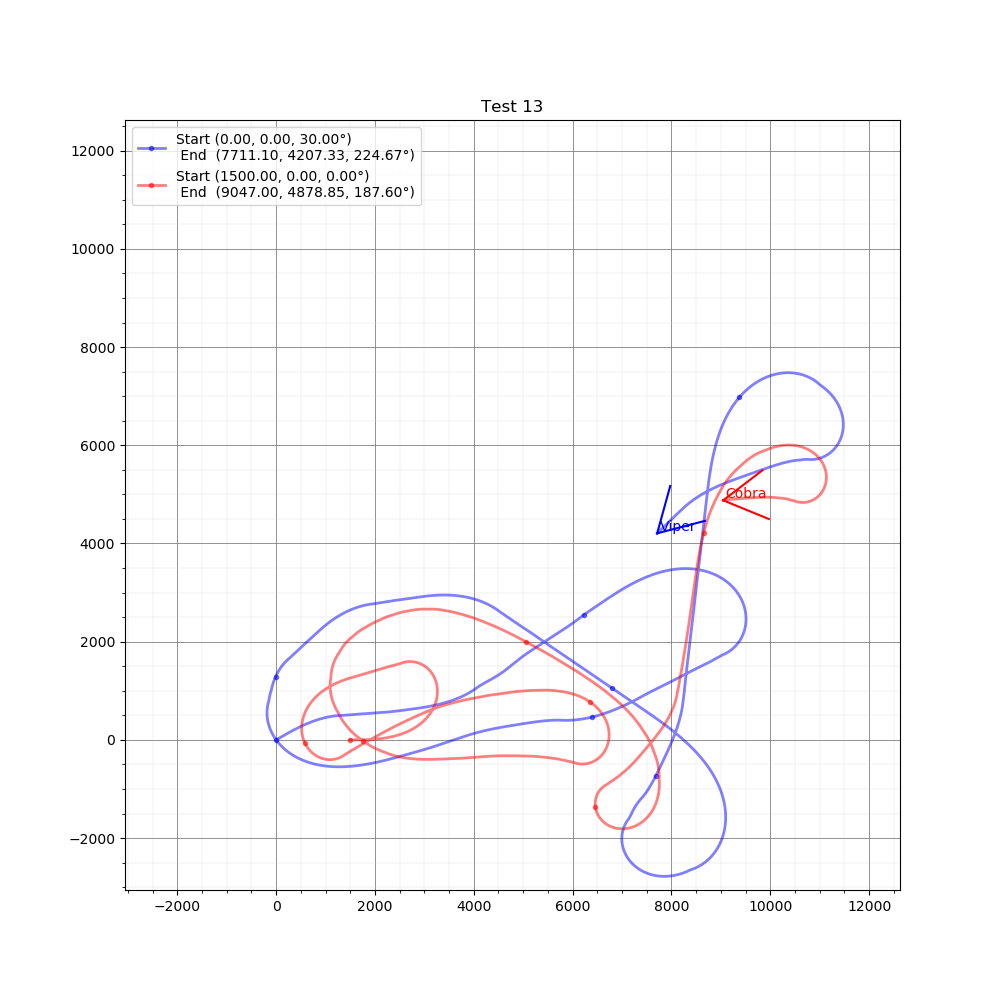 Test 13
Start (0.00, 0.00, 30.00°)
End  (7711.10, 4207.33, 224.67°)
Start (1500.00, 0.00, 0.00°)
End  (9047.00, 4878.85, 187.60°)
12000
10000
8000
6000
4000
2000
0
−2000
Cobra
Viper
−2000 0 2000 4000 6000 8000 10000 12000